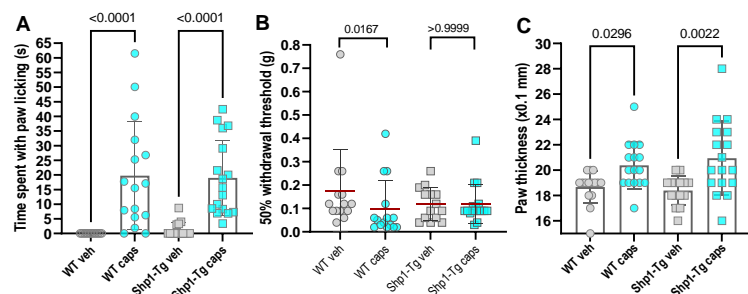 A
<0.0001
<0.0001
Time spent with paw licking (s)
65
60
55
50
45
40
35
30
25
20
15
10
5
0
WT veh
WT caps
Shp1-Tg veh
Shp1-Tg caps
B
0.0167
>0.9999
50% withdrawal threshold (g)
0.8
0.7
0.6
0.5
0.4
0.3
0.2
0.1
0.0
WT veh
WT caps
Shp1-Tg veh
Shp1-Tg caps
C
0.0296
0.0022
Paw thickness (x0.1 mm)
30
28
26
24
22
20
18
16
WT veh
WT caps
Shp1-Tg veh
Shp1-Tg caps